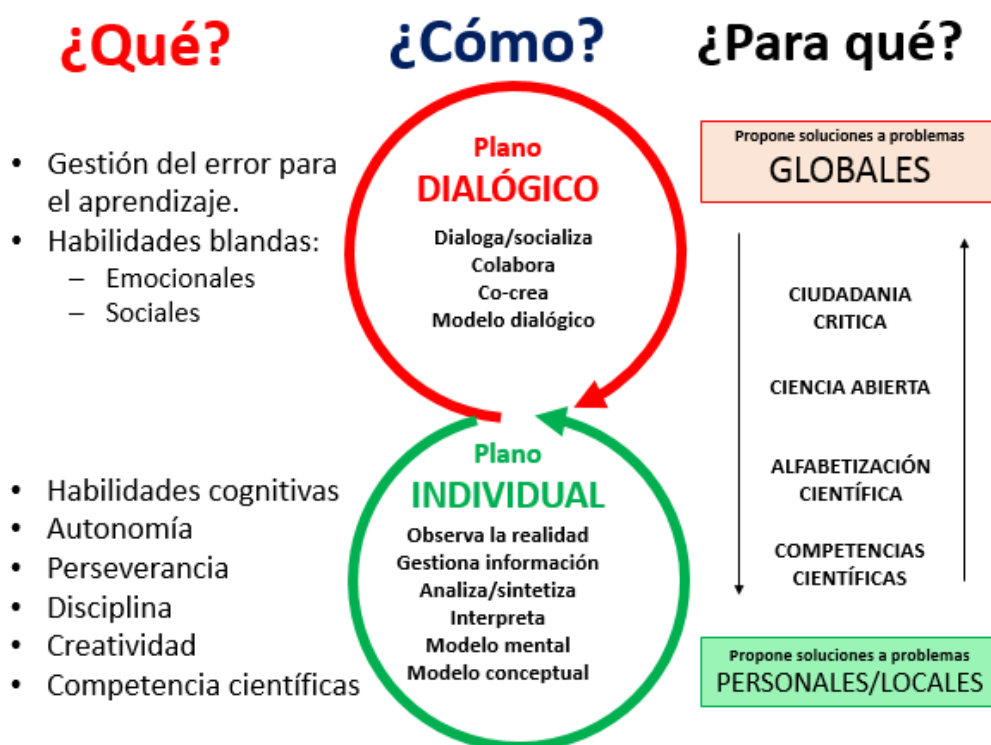 ¿Qué?
¿Cómo?
¿Para qué?
• Gestión del error para
el aprendizaje.
• Habilidades blandas:
– Emocionales
– Sociales
Plano
DIALÓGICO
Dialoga/socializa
Colabora
Co-crea
Modelo dialógico
Propone soluciones a problemas
GLOBALES
CIUDADANIA
CRITICA
CIENCIA ABIERTA
ALFABETIZACIÓN
CIENTÍFICA
COMPETENCIAS
CIENTÍFICAS
• Habilidades cognitivas
• Autonomía
• Perseverancia
• Disciplina
• Creatividad
• Competencia científicas
Plano
INDIVIDUAL
Observa la realidad
Gestiona información
Analiza/sintetiza
Interpreta
Modelo mental
Modelo conceptual
Propone soluciones a problemas
PERSONALES/LOCALES